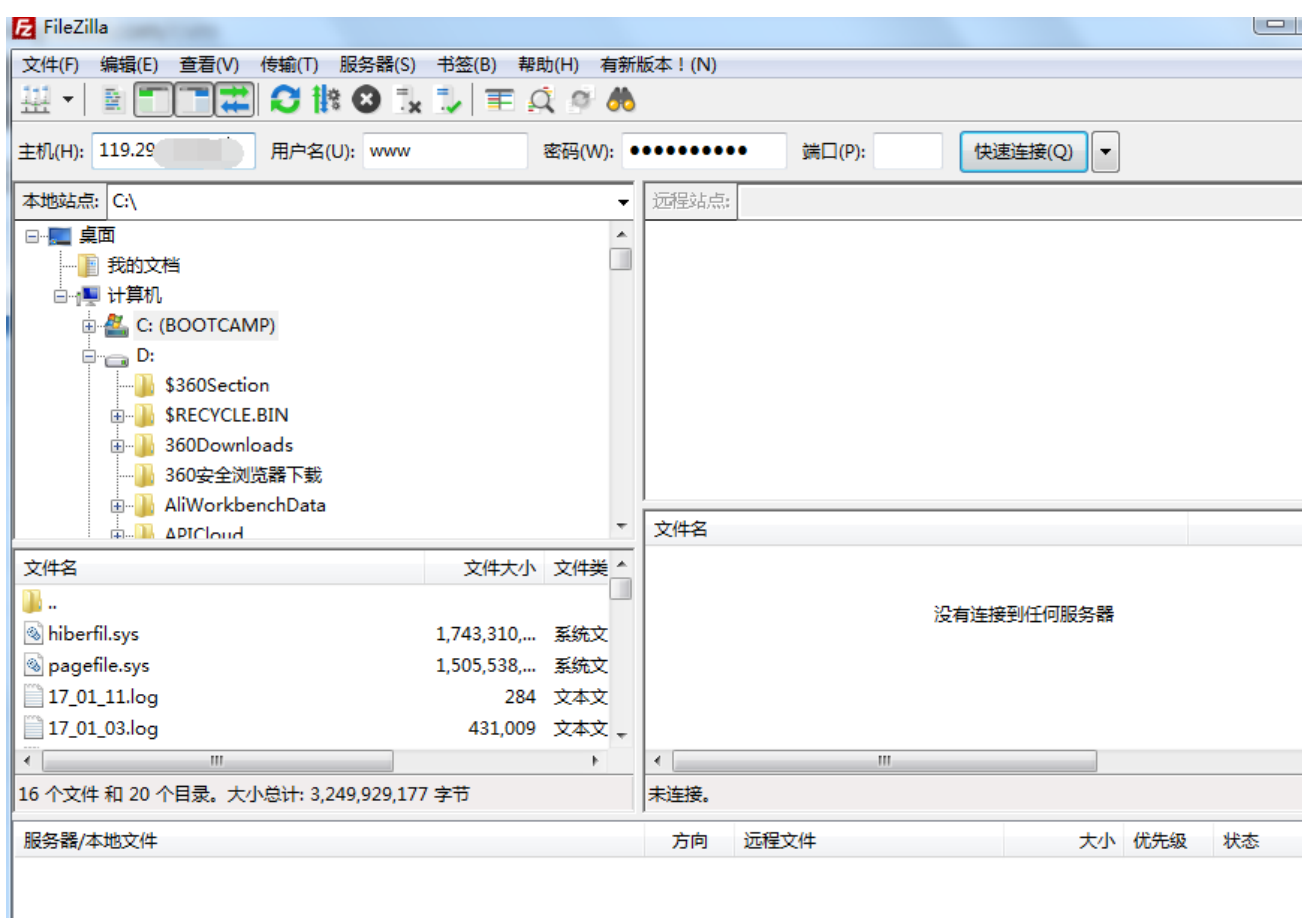 FileZilla
文件(F) 编辑(E) 查看(V) 传输(T) 服务器(S) 书签(B) 帮助(H) 有新版本！(N)
主机(H): 119.29 用户名(U): www 密码(W): ●●●●●●●●●● 端口(P): 快速连接(Q)
本地站点: C:\
远程站点:
桌面
我的文档
计算机
C: (BOOTCAMP)
D:
$360Section
$RECYCLE.BIN
360Downloads
360安全浏览器下载
AliWorkbenchData
APICloud
文件名 文件大小 文件类
..
hiberfil.sys 1,743,310,... 系统文
pagefile.sys 1,505,538,... 系统文
17_01_11.log 284 文本文
17_01_03.log 431,009 文本文
16 个文件 和 20 个目录。大小总计: 3,249,929,177 字节
文件名
没有连接到任何服务器
未连接。
服务器/本地文件 方向 远程文件 大小 优先级 状态